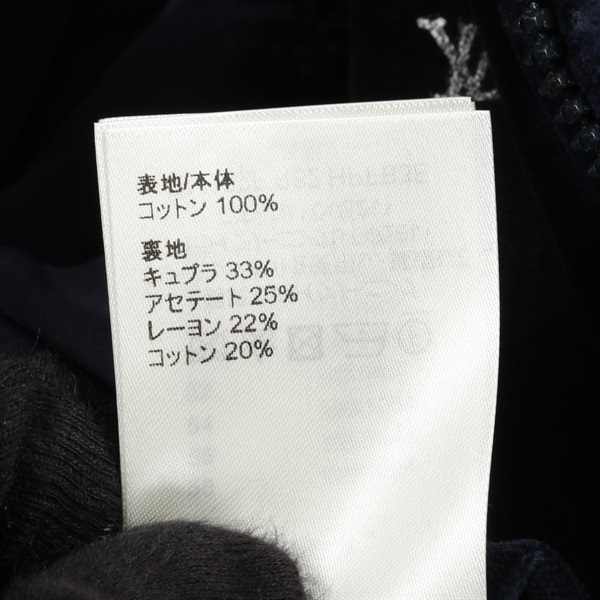 表地/本体
コットン 100%
裏地
キュプラ 33%
アセテート 25%
レーヨン 22%
コットン 20%